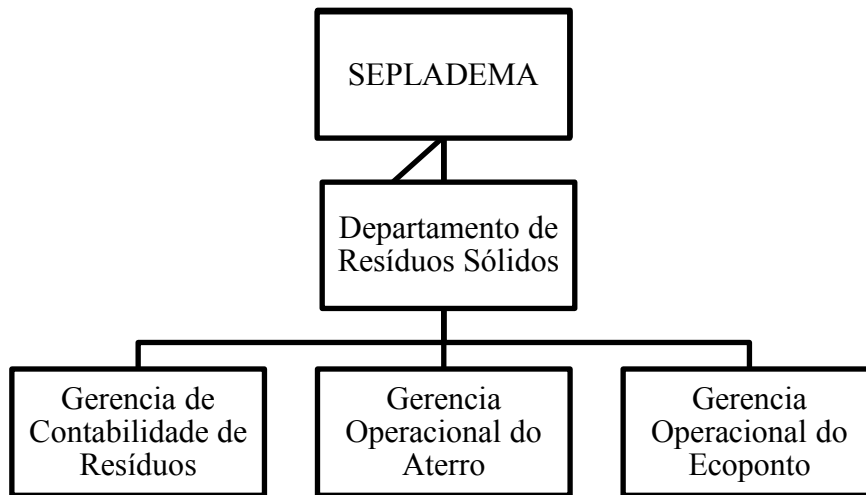 SEPLADEMA
Departamento de
Resíduos Sólidos
Gerencia de
Contabilidade de
Resíduos
Gerencia
Operacional do
Aterro
Gerencia
Operacional do
Ecoponto